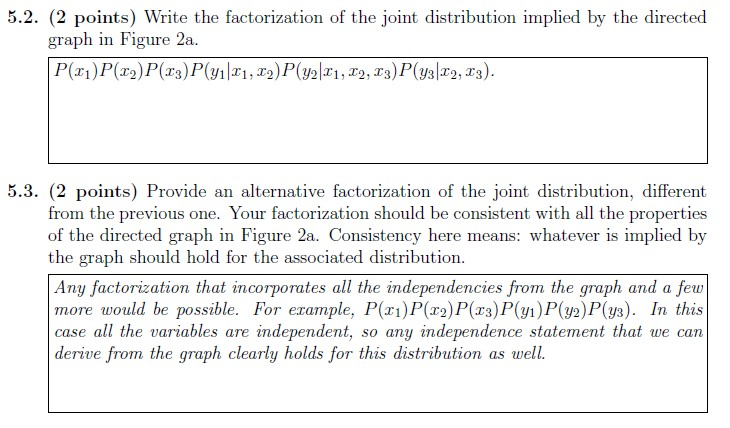 5.2. (2 points) Write the factorization of the joint distribution implied by the directed
graph in Figure 2a.
P(x₁)P(x₂)P(x₃)P(y₁|x₁, x₂)P(y₂|x₁, x₂, x₃)P(y₃|x₂, x₃).
5.3. (2 points) Provide an alternative factorization of the joint distribution, different
from the previous one. Your factorization should be consistent with all the properties
of the directed graph in Figure 2a. Consistency here means: whatever is implied by
the graph should hold for the associated distribution.
Any factorization that incorporates all the independencies from the graph and a few
more would be possible. For example, P(x₁)P(x₂)P(x₃)P(y₁)P(y₂)P(y₃). In this
case all the variables are independent, so any independence statement that we can
derive from the graph clearly holds for this distribution as well.